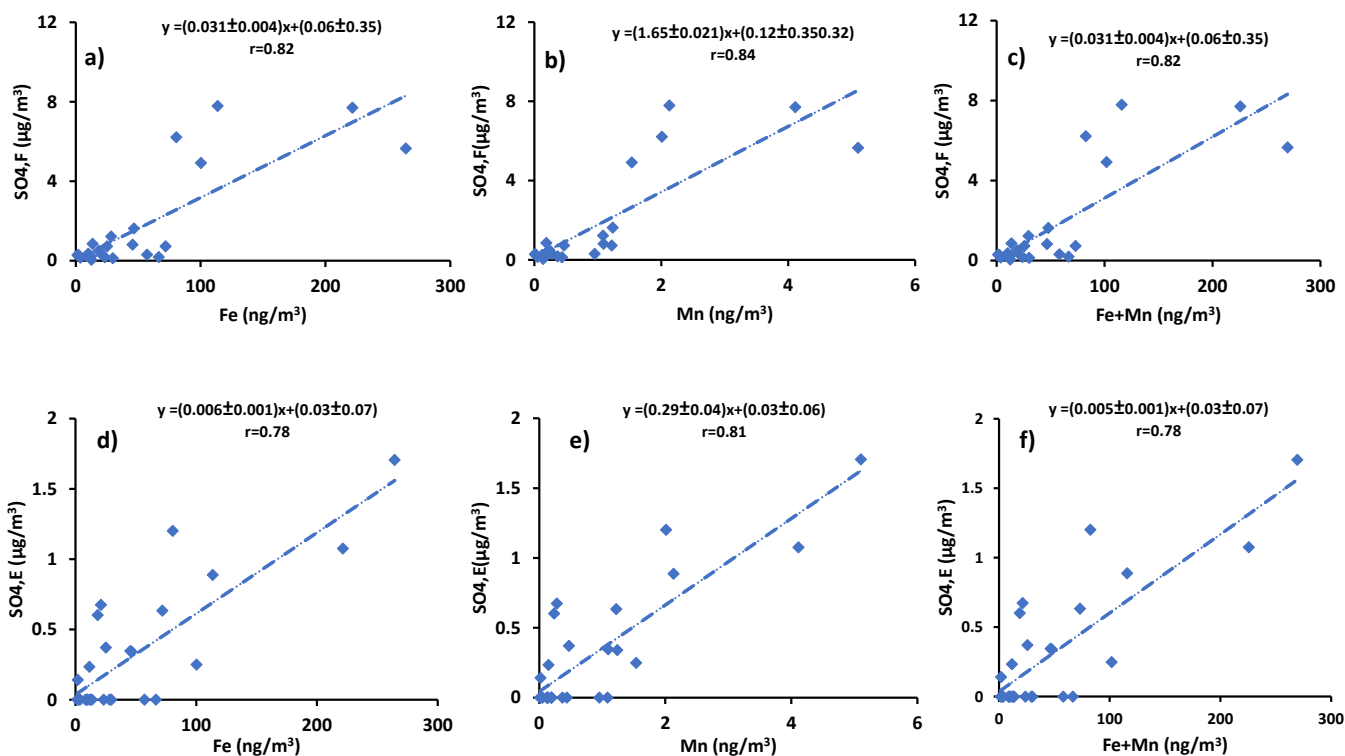 y =(0.031±0.004)x+(0.06±0.35)
r=0.82
a)
12
8
4
0
SO4,F (µg/m³)
0 100 200 300
Fe (ng/m³)
y =(1.65±0.021)x+(0.12±0.350.32)
r=0.84
b)
12
8
4
0
SO4,F(µg/m³)
0 2 4 6
Mn (ng/m³)
y =(0.031±0.004)x+(0.06±0.35)
r=0.82
c)
12
8
4
0
SO4,F (µg/m³)
0 100 200 300
Fe+Mn (ng/m³)
y =(0.006±0.001)x+(0.03±0.07)
r=0.78
d)
2
1.5
1
0.5
0
SO4,E (µg/m³)
0 100 200 300
Fe (ng/m³)
y =(0.29±0.04)x+(0.03±0.06)
r=0.81
e)
2
1.5
1
0.5
0
SO4,E(µg/m³)
0 2 4 6
Mn (ng/m³)
y =(0.005±0.001)x+(0.03±0.07)
r=0.78
f)
2
1.5
1
0.5
0
SO4,E (µg/m³)
0 100 200 300
Fe+Mn (ng/m³)